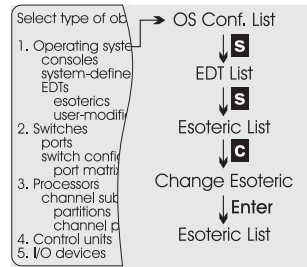 Select type of ob
1. Operating syste
consoles
system-define
EDTs
esoterics
user-modifi
2. Switches
ports
switch config
port matri
3. Processors
channel sub
partitions
channel p
4. Control units
5. I/O devices
OS Conf. List
s
EDT List
s
Esoteric List
c
Change Esoteric
Enter
Esoteric List